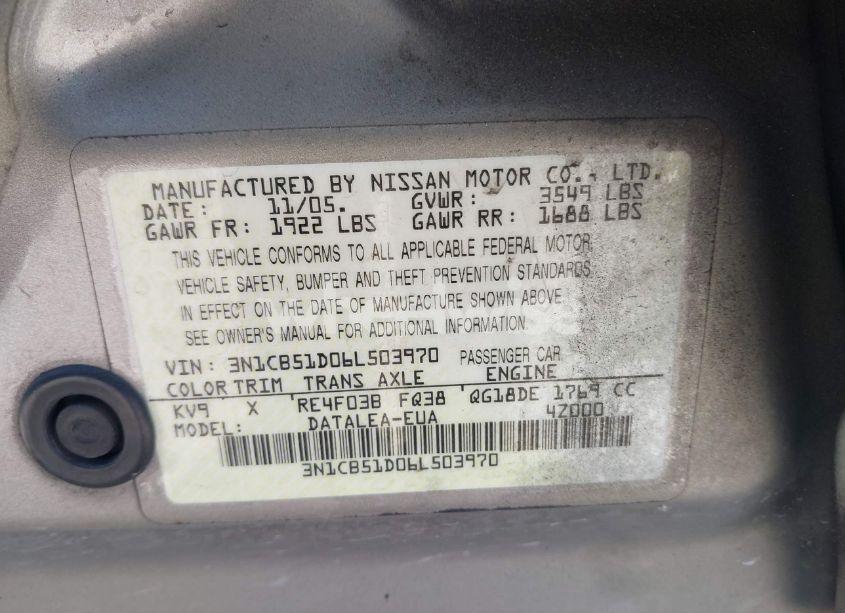 MANUFACTURED BY NISSAN MOTOR CO., LTD.
DATE: 11/05. GVWR: 3549 LBS
GAWR FR: 1922 LBS GAWR RR: 1688 LBS
THIS VEHICLE CONFORMS TO ALL APPLICABLE FEDERAL MOTOR
VEHICLE SAFETY, BUMPER AND THEFT PREVENTION STANDARDS
IN EFFECT ON THE DATE OF MANUFACTURE SHOWN ABOVE.
SEE OWNER'S MANUAL FOR ADDITIONAL INFORMATION.
VIN: 3N1CB51D06L503970 PASSENGER CAR
COLOR TRIM TRANS AXLE ENGINE
KV9 X RE4F03B FQ38 QG18DE 1769 CC
MODEL: DATALEA-EUA 4Z000
3N1CB51D06L503970